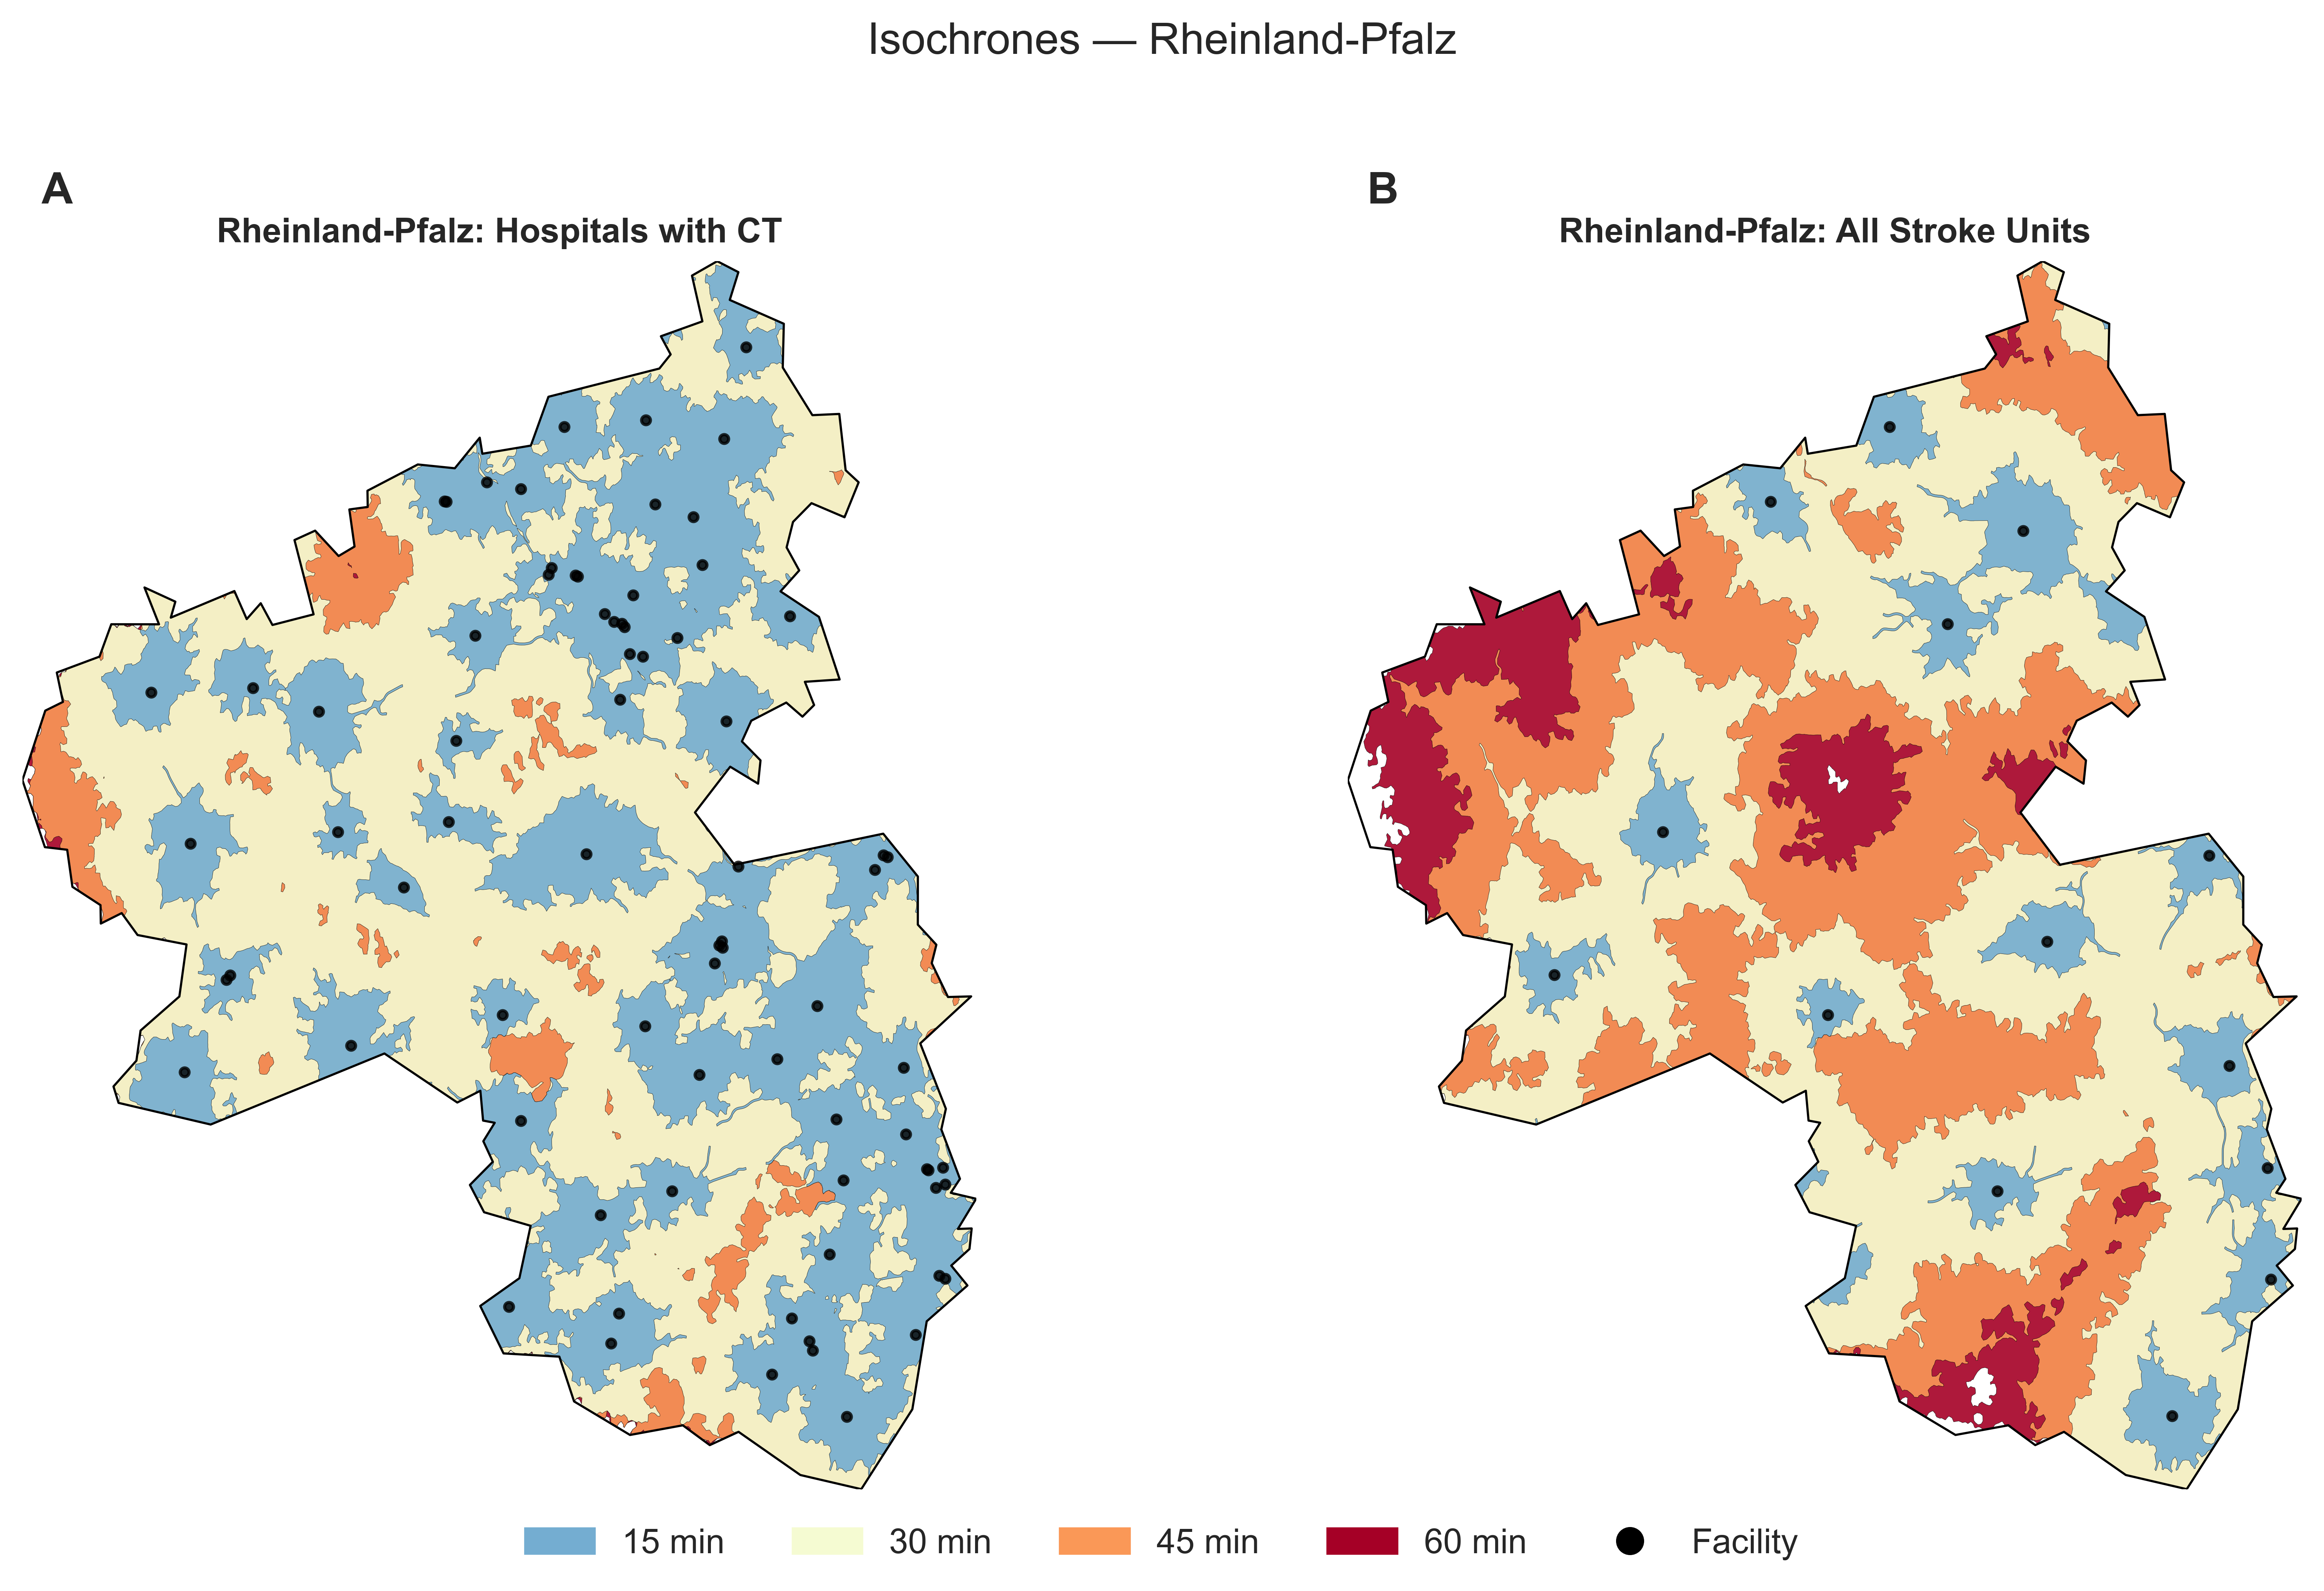 Isochrones — Rheinland-Pfalz
A
B
Rheinland-Pfalz: Hospitals with CT
Rheinland-Pfalz: All Stroke Units
15 min
30 min
45 min
60 min
Facility